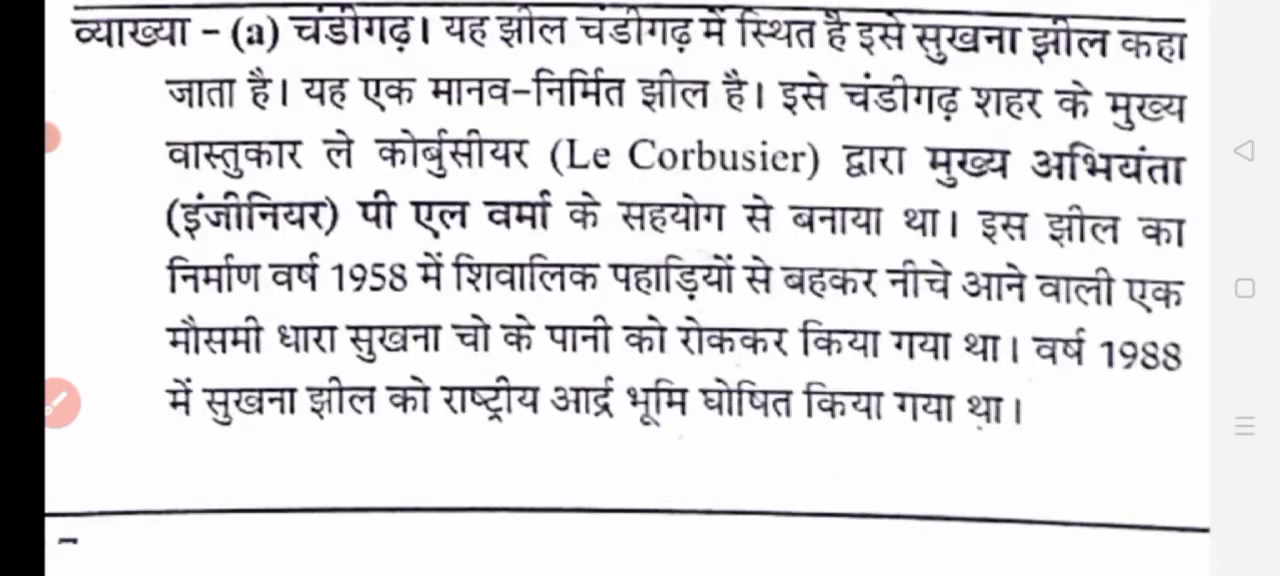 व्याख्या - (a) चंडीगढ़। यह झील चंडीगढ़ में स्थित है इसे सुखना झील कहा
जाता है। यह एक मानव-निर्मित झील है। इसे चंडीगढ़ शहर के मुख्य
वास्तुकार ले कोर्बुसीयर (Le Corbusier) द्वारा मुख्य अभियंता
(इंजीनियर) पी एल वर्मा के सहयोग से बनाया था। इस झील का
निर्माण वर्ष 1958 में शिवालिक पहाड़ियों से बहकर नीचे आने वाली एक
मौसमी धारा सुखना चो के पानी को रोककर किया गया था। वर्ष 1988
में सुखना झील को राष्ट्रीय आर्द्र भूमि घोषित किया गया था।